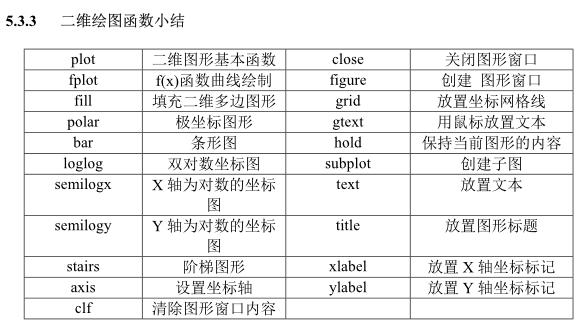 5.3.3 二维绘图函数小结
plot 二维图形基本函数 close 关闭图形窗口
fplot f(x)函数曲线绘制 figure 创建 图形窗口
fill 填充二维多边图形 grid 放置坐标网格线
polar 极坐标图形 gtext 用鼠标放置文本
bar 条形图 hold 保持当前图形的内容
loglog 双对数坐标图 subplot 创建子图
semilogx X 轴为对数的坐标 text 放置文本
图
semilogy Y 轴为对数的坐标 title 放置图形标题
图
stairs 阶梯图形 xlabel 放置 X 轴坐标标记
axis 设置坐标轴 ylabel 放置 Y 轴坐标标记
clf 清除图形窗口内容